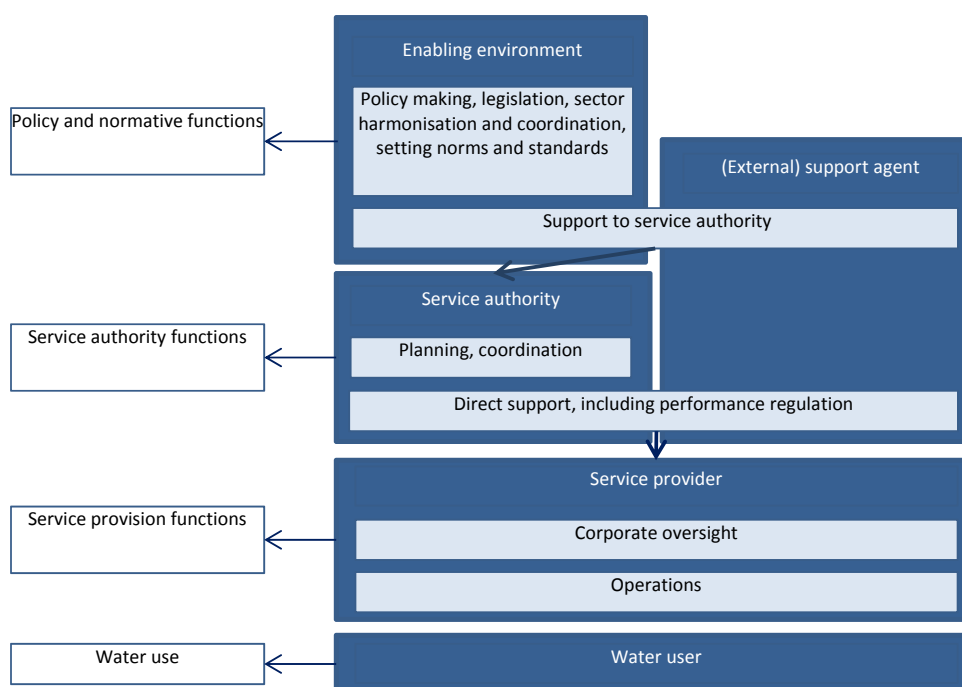 Enabling environment
Policy and normative functions
Policy making, legislation, sector
harmonisation and coordination,
setting norms and standards
(External) support agent
Support to service authority
Service authority
Service authority functions
Planning, coordination
Direct support, including performance regulation
Service provider
Service provision functions
Corporate oversight
Operations
Water use
Water user